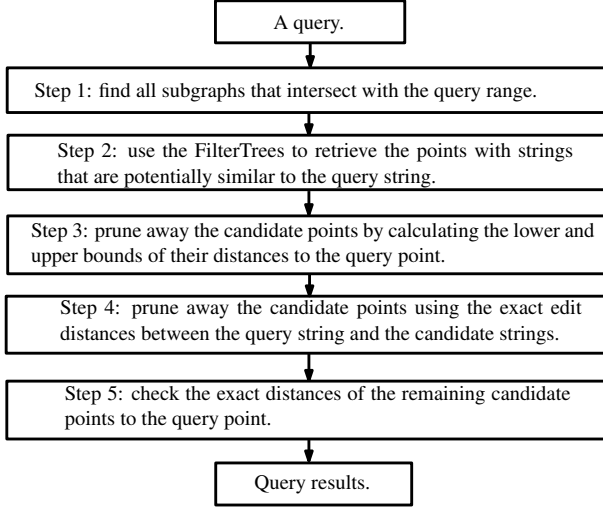 A query.
Step 1: find all subgraphs that intersect with the query range.
Step 2: use the FilterTrees to retrieve the points with strings
that are potentially similar to the query string.
Step 3: prune away the candidate points by calculating the lower and
upper bounds of their distances to the query point.
Step 4: prune away the candidate points using the exact edit
distances between the query string and the candidate strings.
Step 5: check the exact distances of the remaining candidate
points to the query point.
Query results.